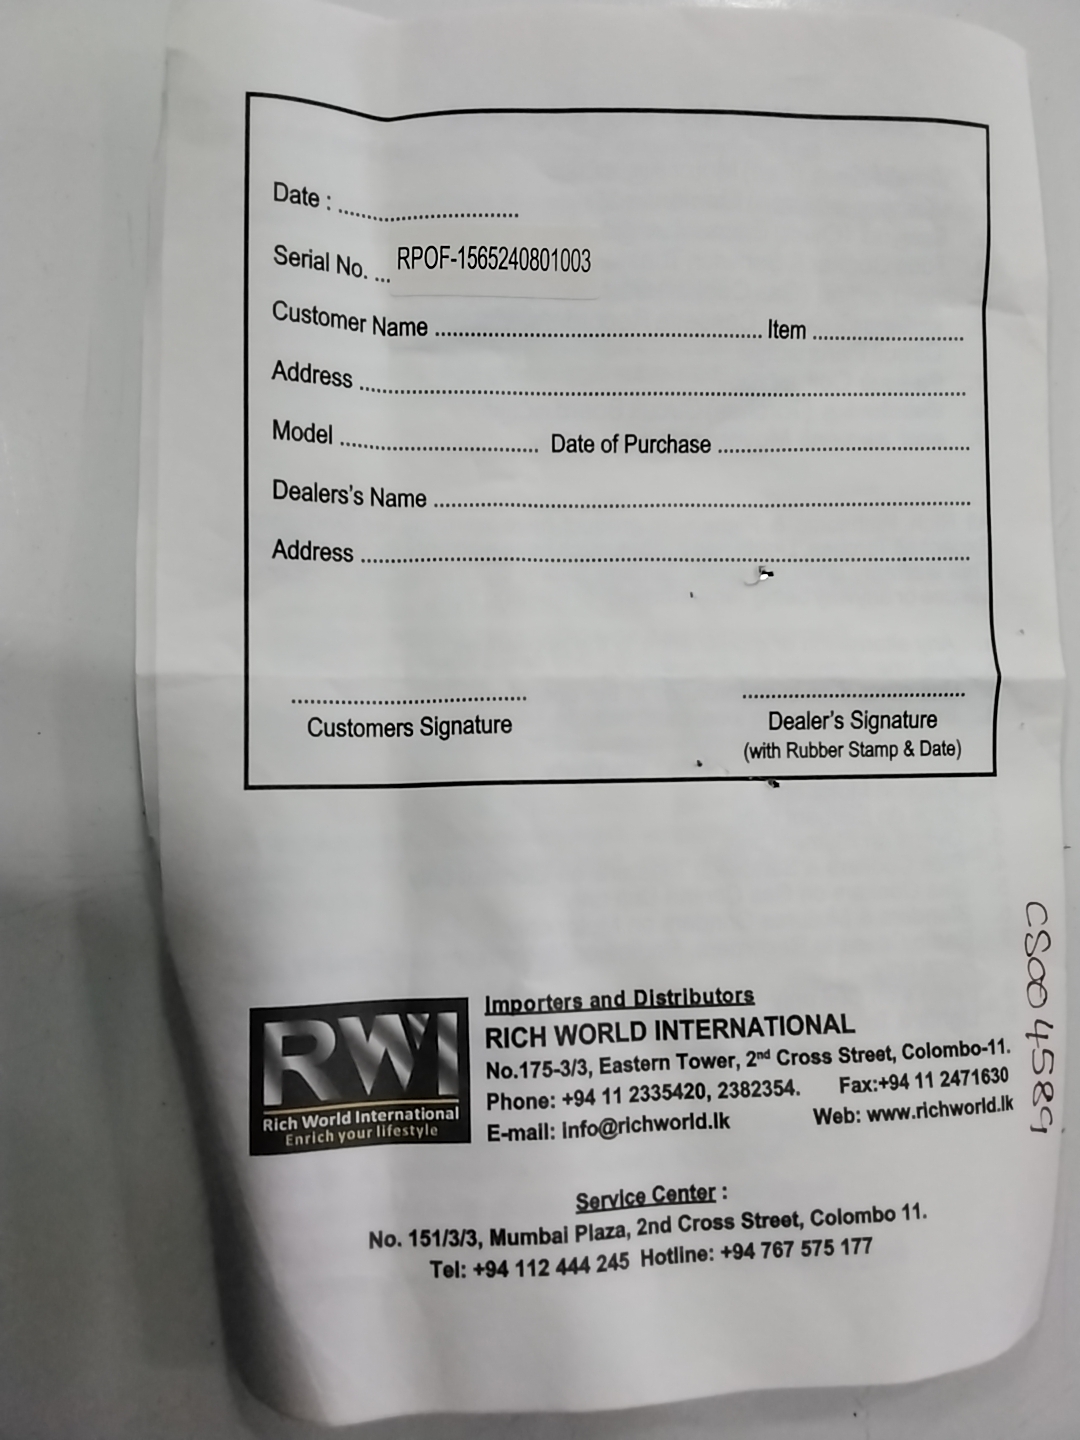 Date : ................................
Serial No. ... RPOF-1565240801003
Customer Name ........................................................ Item ..........................
Address ........................................................................................................
Model .................................. Date of Purchase ...........................................
Dealers's Name ............................................................................................
Address ........................................................................................................
Customers Signature
Dealer's Signature
(with Rubber Stamp & Date)
CS004589
RWI
Rich World International
Enrich your lifestyle
Importers and Distributors
RICH WORLD INTERNATIONAL
No.175-3/3, Eastern Tower, 2nd Cross Street, Colombo-11.
Phone: +94 11 2335420, 2382354. Fax:+94 11 2471630
E-mail: info@richworld.lk Web: www.richworld.lk
Service Center :
No. 151/3/3, Mumbai Plaza, 2nd Cross Street, Colombo 11.
Tel: +94 112 444 245 Hotline: +94 767 575 177